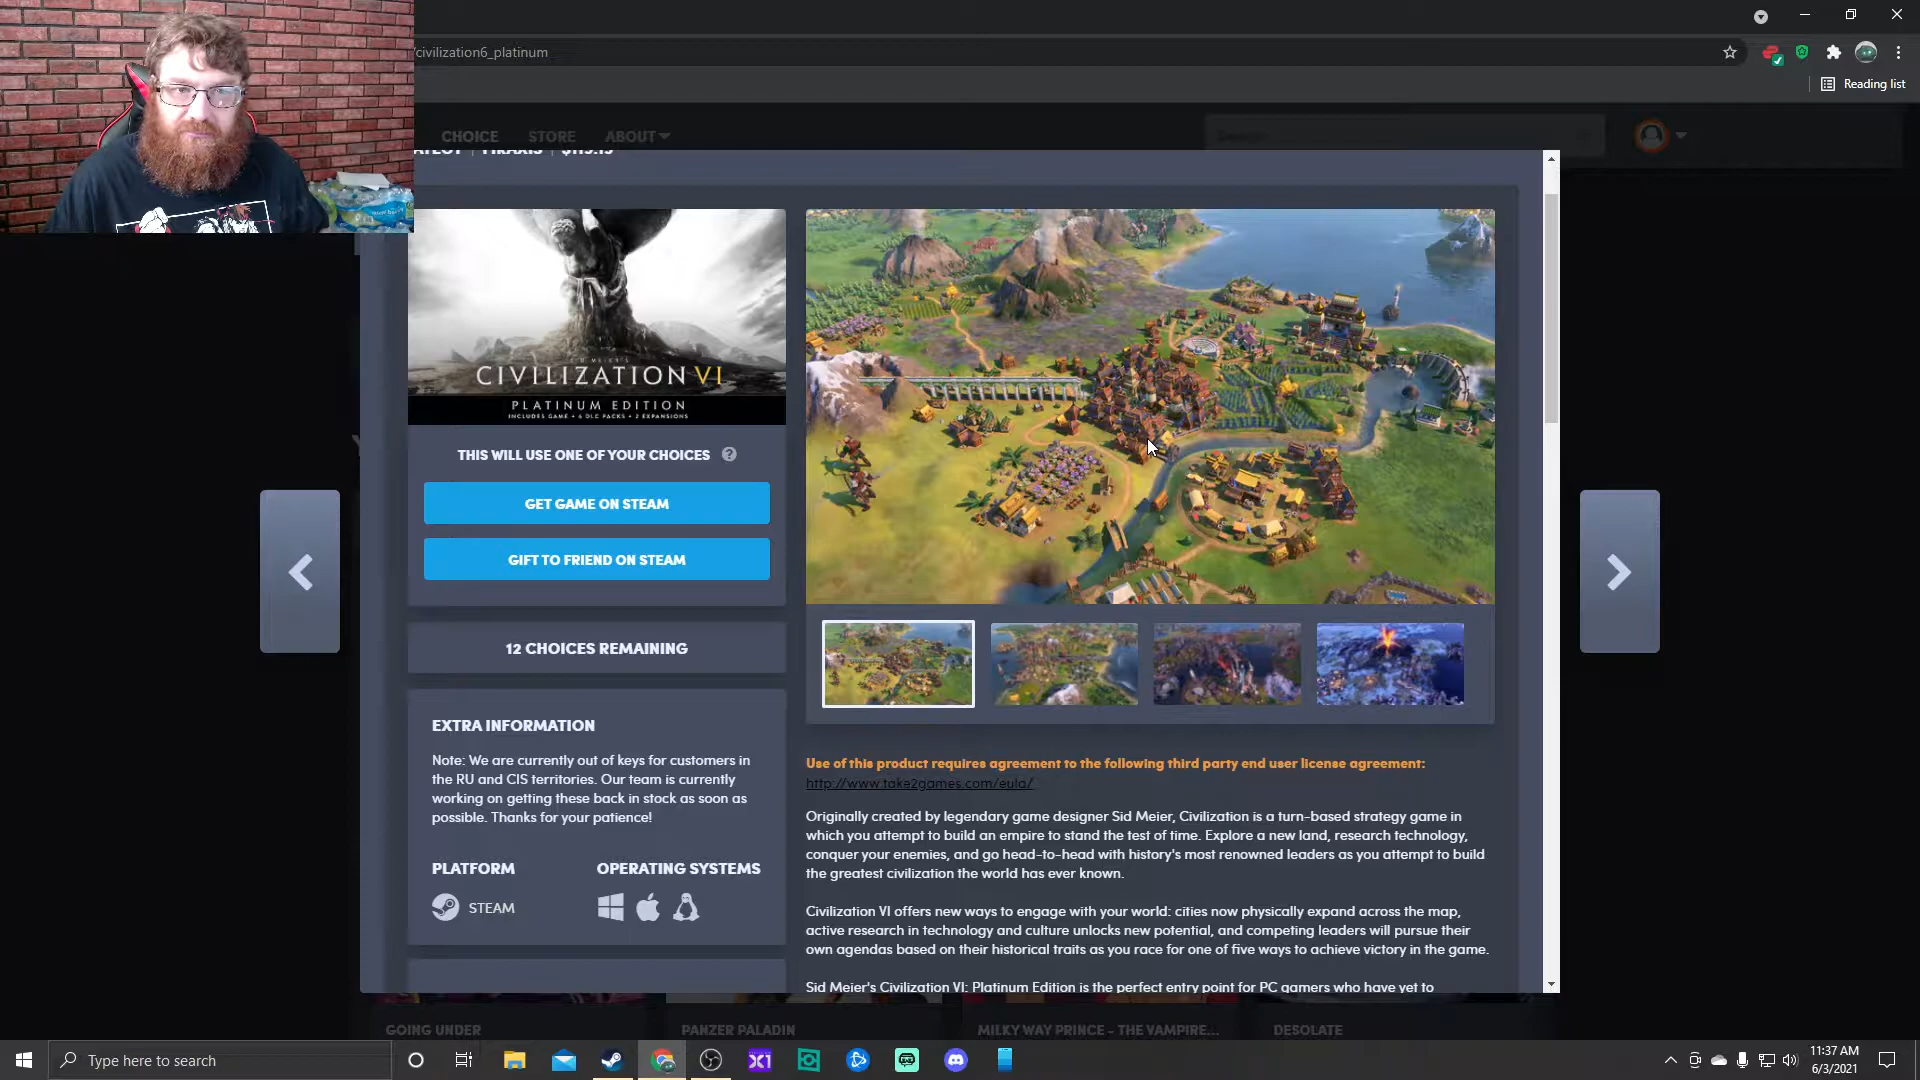 /civilization6_platinum
Reading list
CHOICE STORE ABOUT
CIVILIZATION VI
PLATINUM EDITION
INCLUDES GAME + 6 DLC PACKS + 2 EXPANSIONS
THIS WILL USE ONE OF YOUR CHOICES ?
GET GAME ON STEAM
GIFT TO FRIEND ON STEAM
12 CHOICES REMAINING
EXTRA INFORMATION
Note: We are currently out of keys for customers in
the RU and CIS territories. Our team is currently
working on getting these back in stock as soon as
possible. Thanks for your patience!
PLATFORM
STEAM
OPERATING SYSTEMS
Use of this product requires agreement to the following third party end user license agreement:
http://www.take2games.com/eula/
Originally created by legendary game designer Sid Meier, Civilization is a turn-based strategy game in
which you attempt to build an empire to stand the test of time. Explore a new land, research technology,
conquer your enemies, and go head-to-head with history's most renowned leaders as you attempt to build
the greatest civilization the world has ever known.
Civilization VI offers new ways to engage with your world: cities now physically expand across the map,
active research in technology and culture unlocks new potential, and competing leaders will pursue their
own agendas based on their historical traits as you race for one of five ways to achieve victory in the game.
Sid Meier's Civilization VI: Platinum Edition is the perfect entry point for PC gamers who have yet to
GOING UNDER
PANZER PALADIN
MILKY WAY PRINCE – THE VAMPIRE...
DESOLATE
Type here to search
11:37 AM
6/3/2021